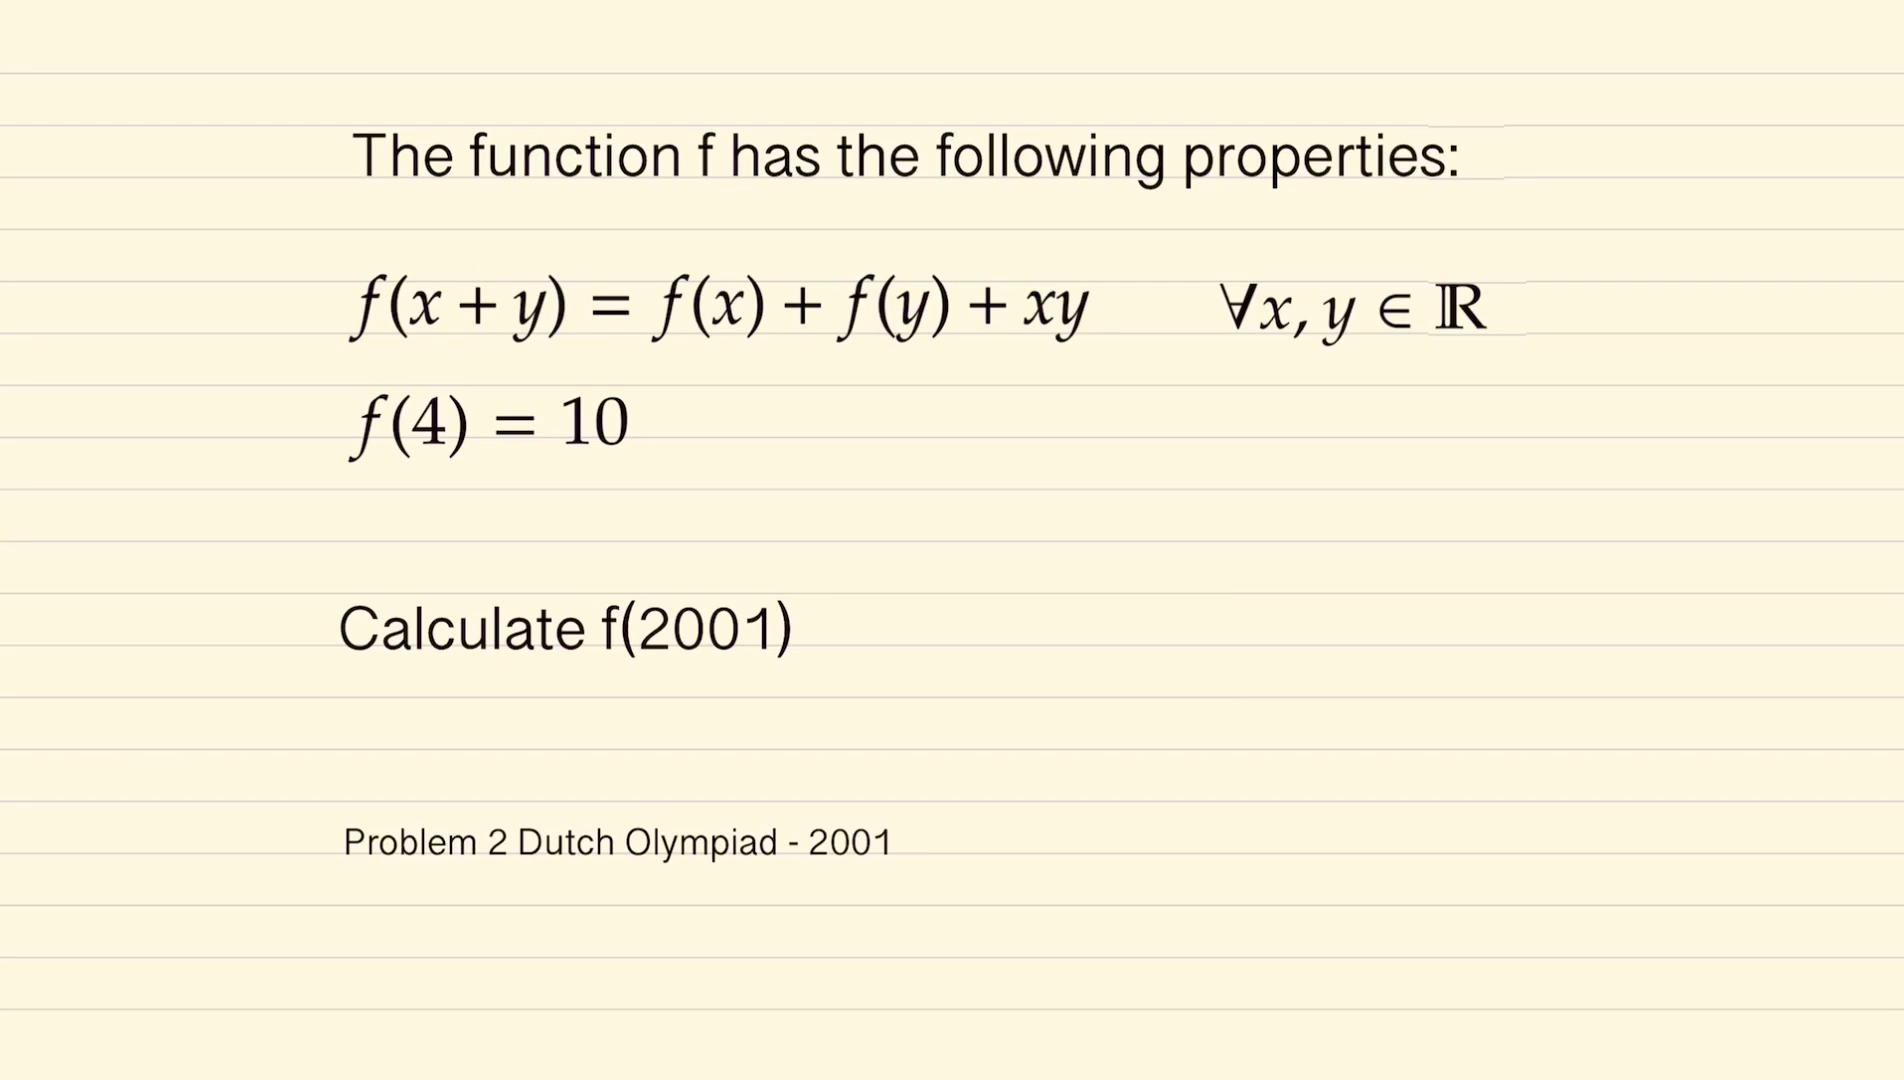 The function f has the following properties:
f(x + y) = f(x) + f(y) + xy ∀x, y ∈ ℝ
f(4) = 10
Calculate f(2001)
Problem 2 Dutch Olympiad - 2001